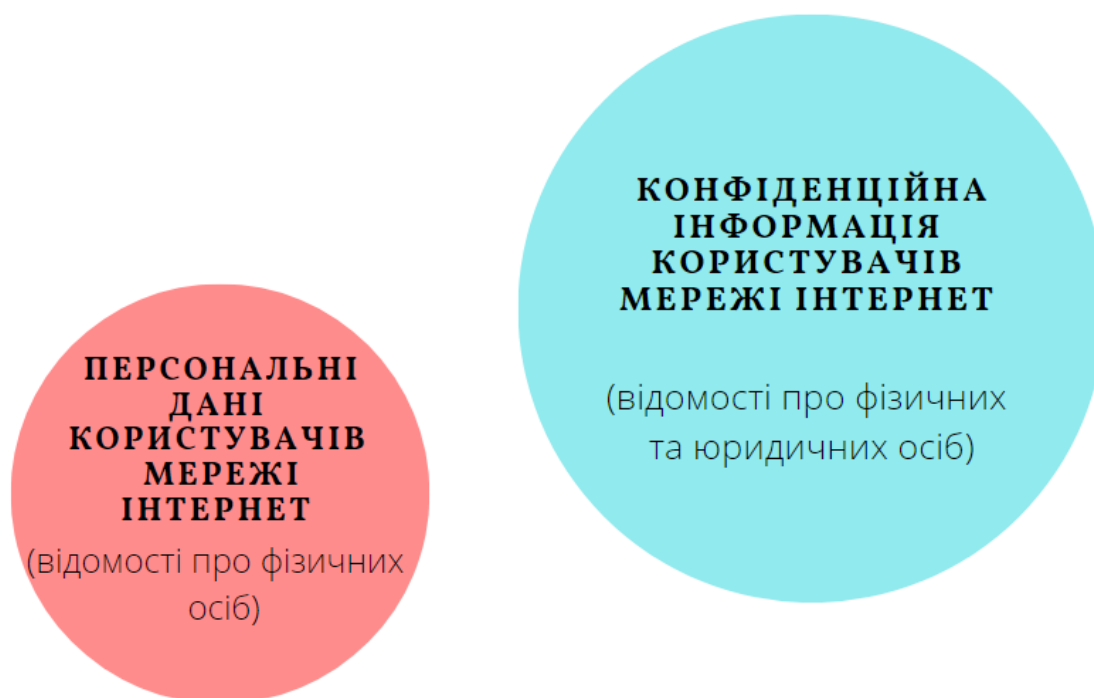 ПЕРСОНАЛЬНІ
ДАНІ
КОРИСТУВАЧІВ
МЕРЕЖІ
ІНТЕРНЕТ
(відомості про фізичних
осіб)
КОНФІДЕНЦІЙНА
ІНФОРМАЦІЯ
КОРИСТУВАЧІВ
МЕРЕЖІ ІНТЕРНЕТ
(відомості про фізичних
та юридичних осіб)